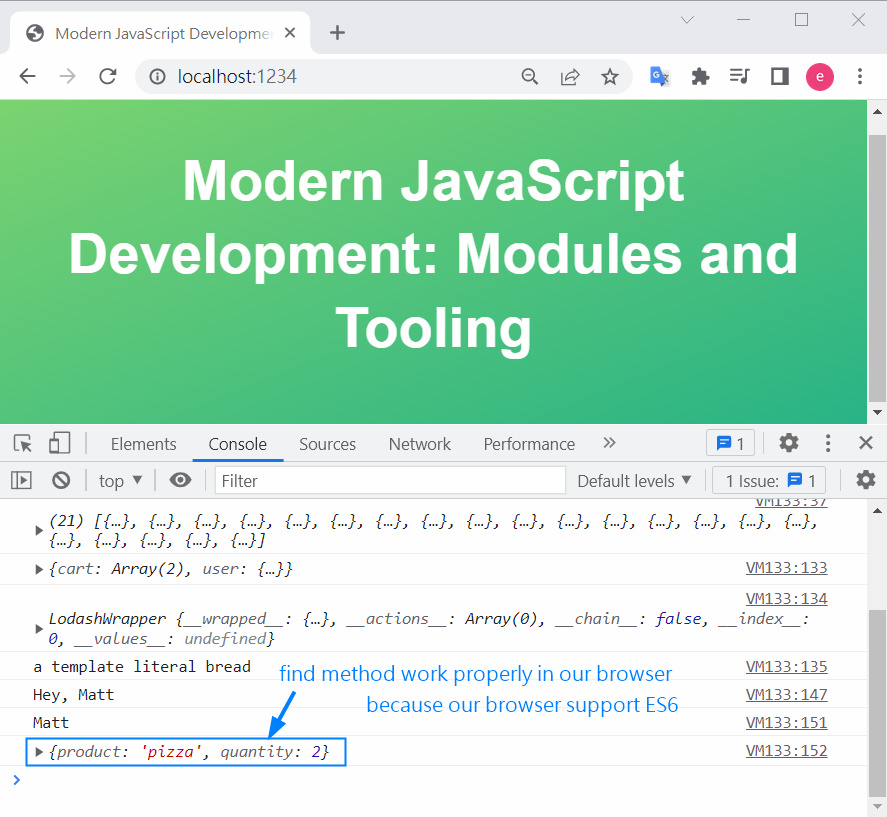 Modern JavaScript Developme
localhost:1234
e
Modern JavaScript
Development: Modules and
Tooling
Elements Console Sources Network Performance 1
top Filter Default levels 1 Issue: 1
VM133:37
(21) [{…}, {…}, {…}, {…}, {…}, {…}, {…}, {…}, {…}, {…}, {…}, {…}, {…}, {…}, {…}, {…},
{…}, {…}, {…}, {…}, {…}]
{cart: Array(2), user: {…}} VM133:133
VM133:134
LodashWrapper {__wrapped__: {…}, __actions__: Array(0), __chain__: false, __index__:
0, __values__: undefined}
a template literal bread VM133:135
find method work properly in our browser
Hey, Matt VM133:147
because our browser support ES6
Matt VM133:151
{product: 'pizza', quantity: 2} VM133:152